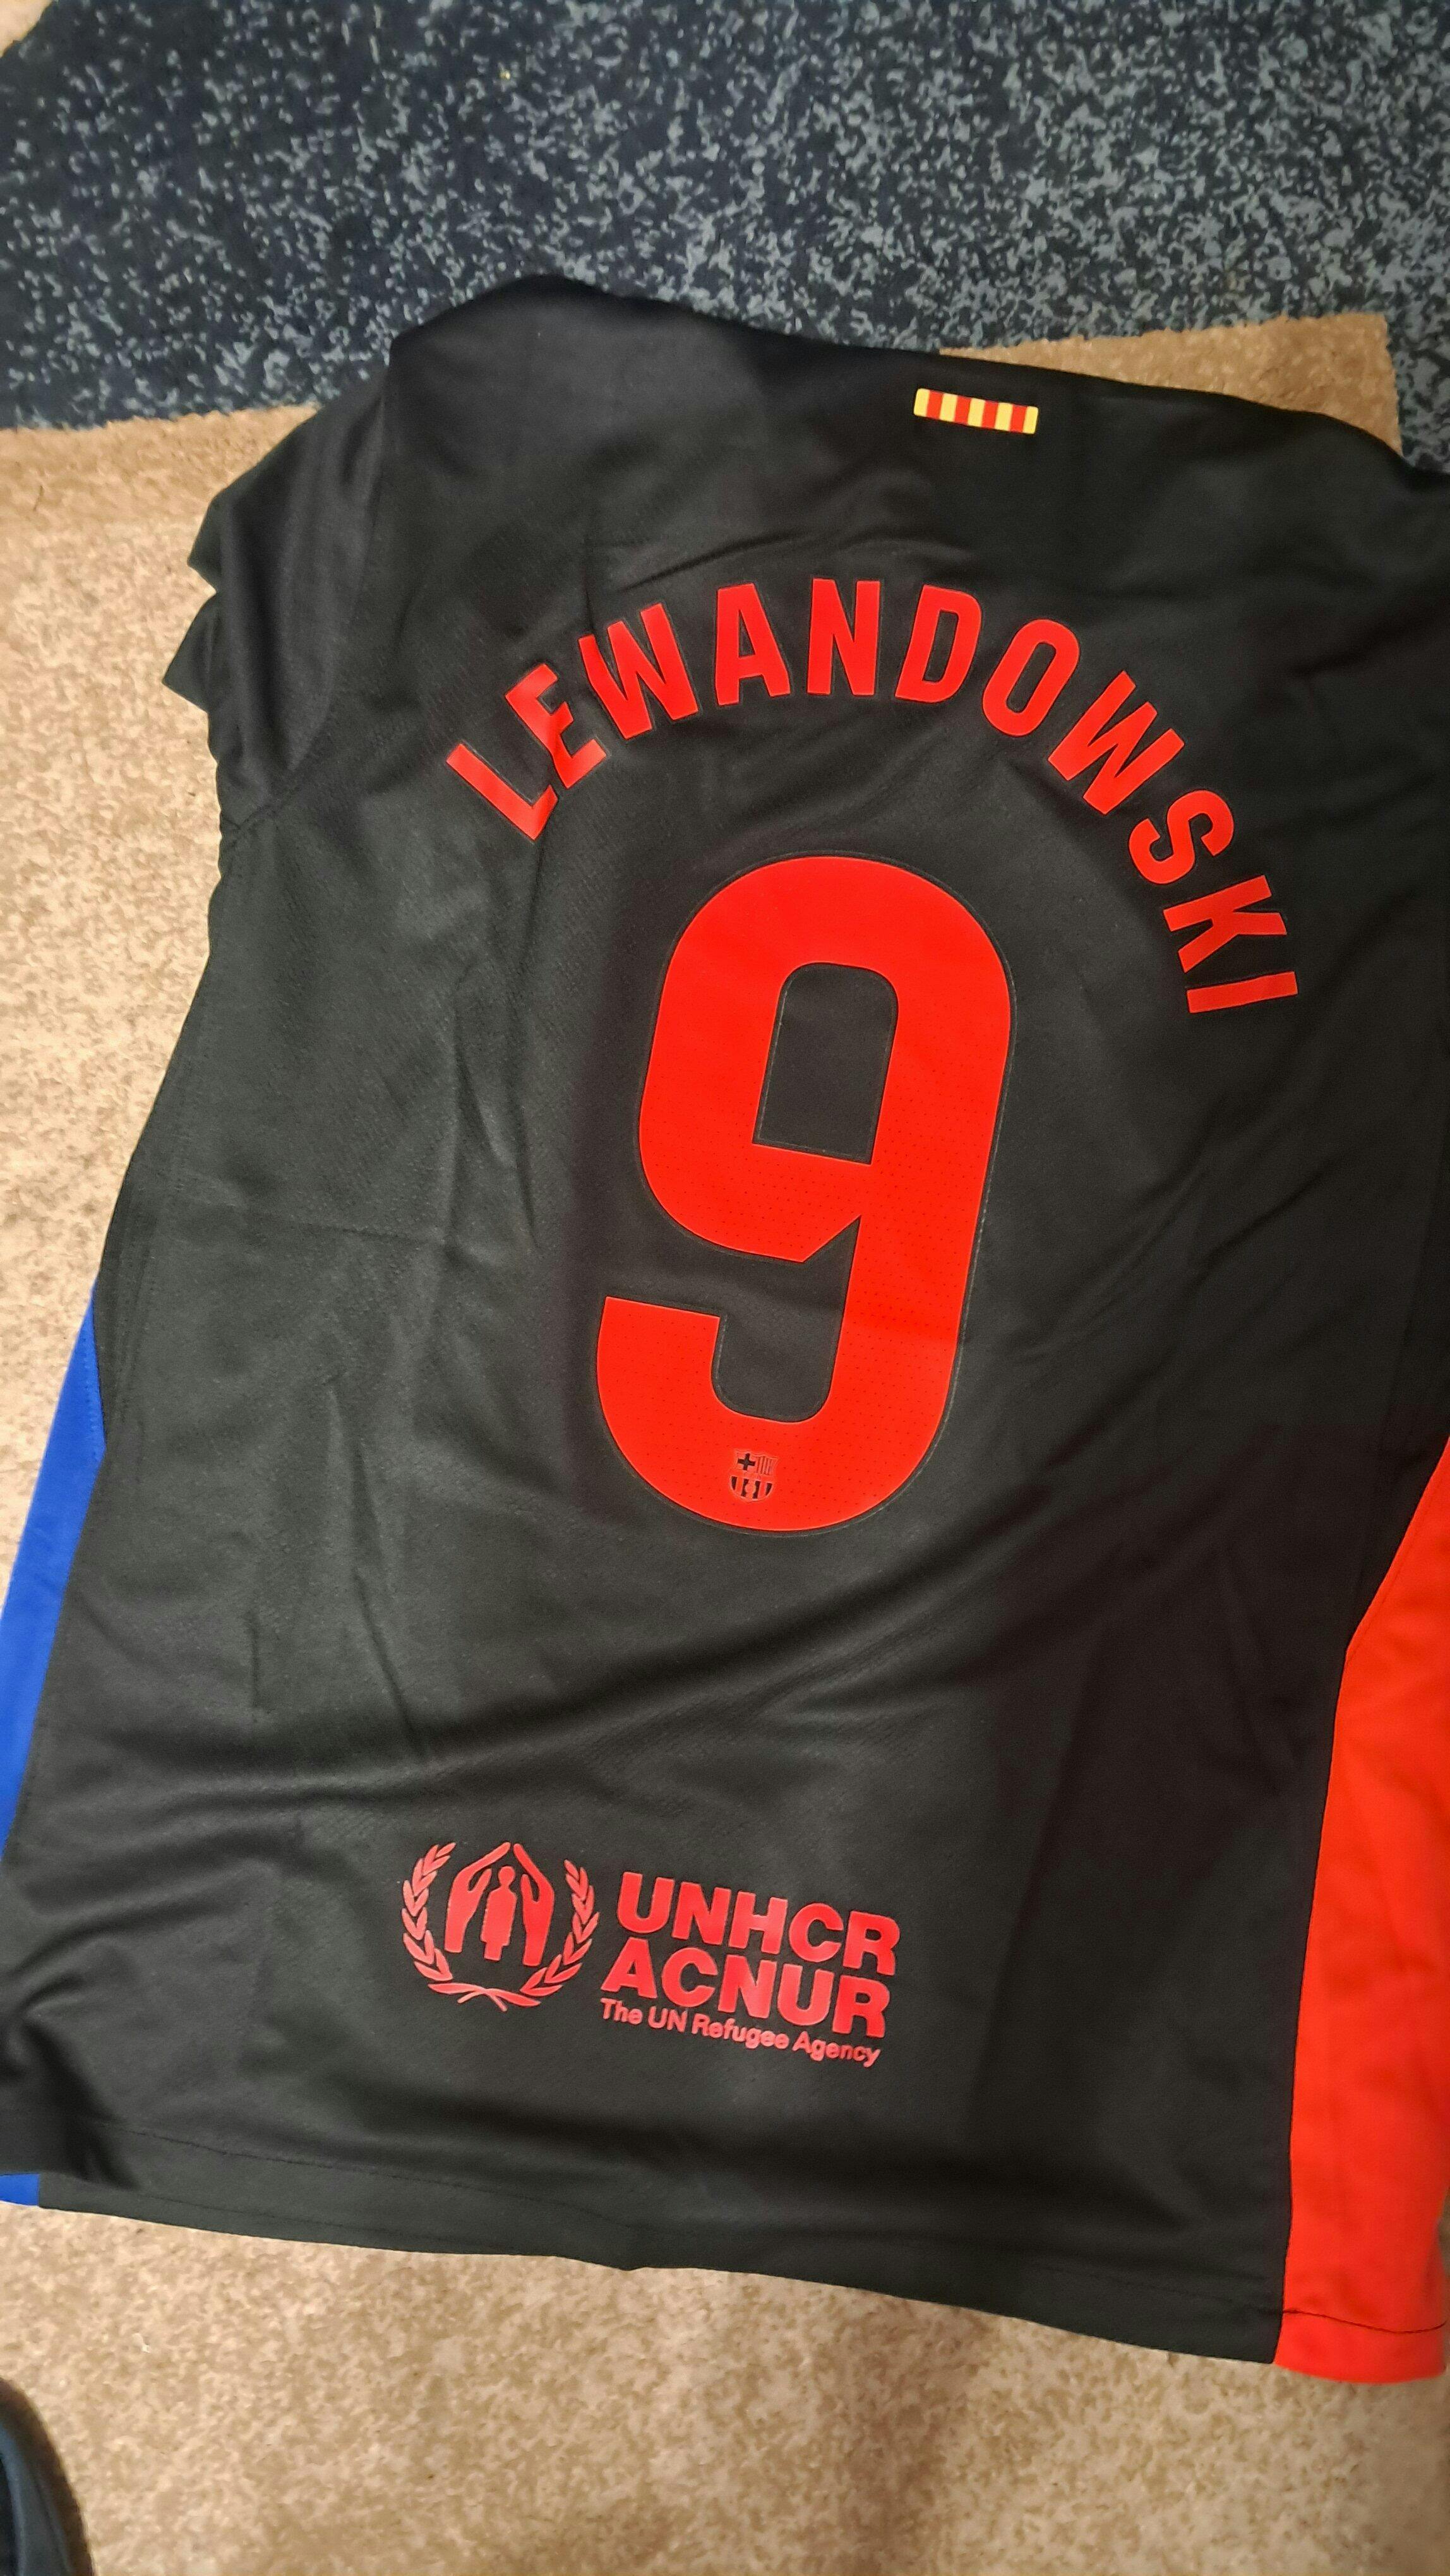 LEWANDOWSKI
9
UNHCR
ACNUR
The UN Refugee Agency